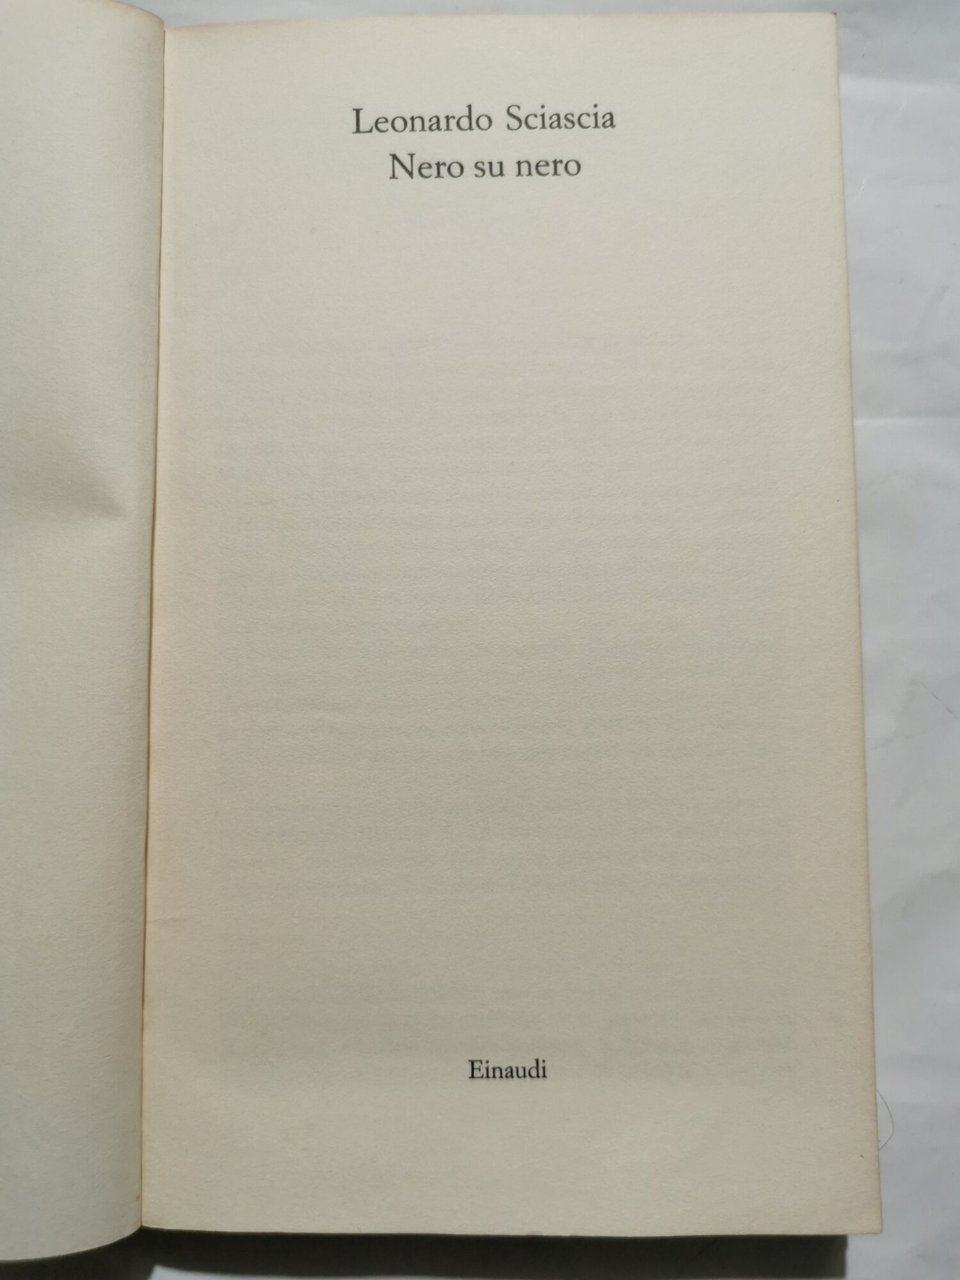 Leonardo Sciascia
Nero su nero
Einaudi